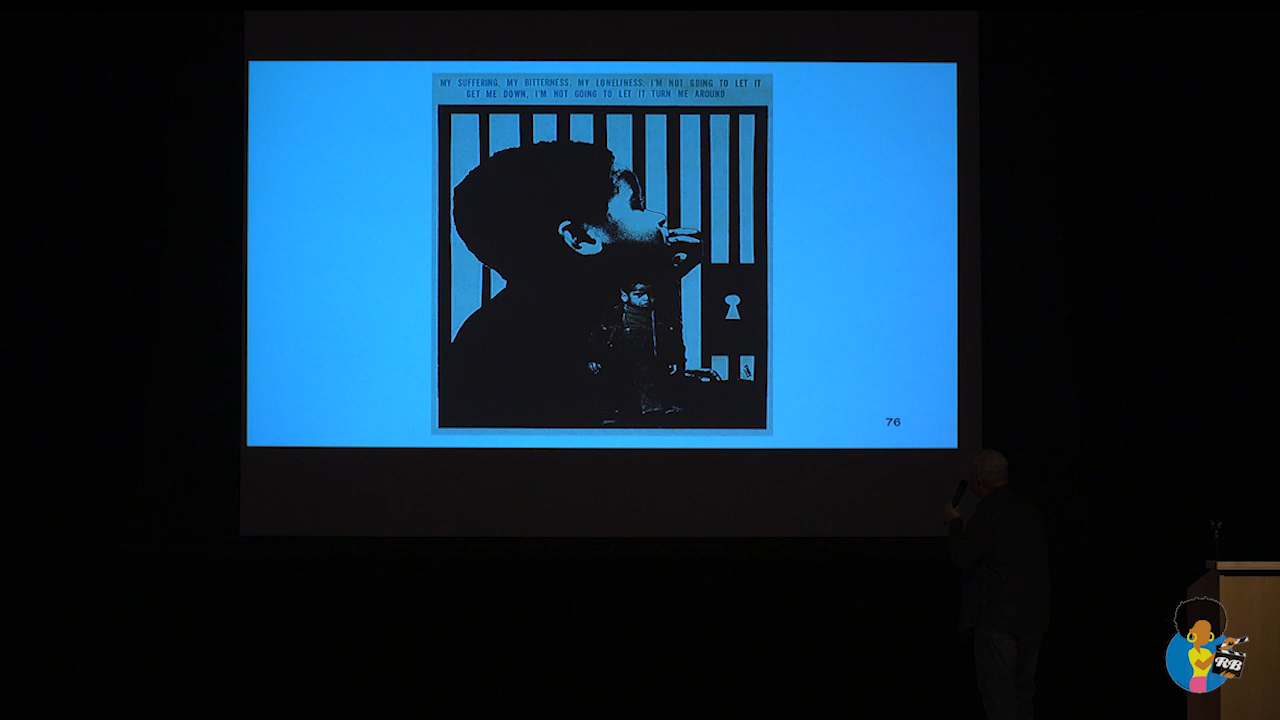 MY SUFFERING, MY BITTERNESS, MY LONELINESS; I'M NOT GOING TO LET IT
GET ME DOWN, I'M NOT GOING TO LET IT TURN ME AROUND
76
RB